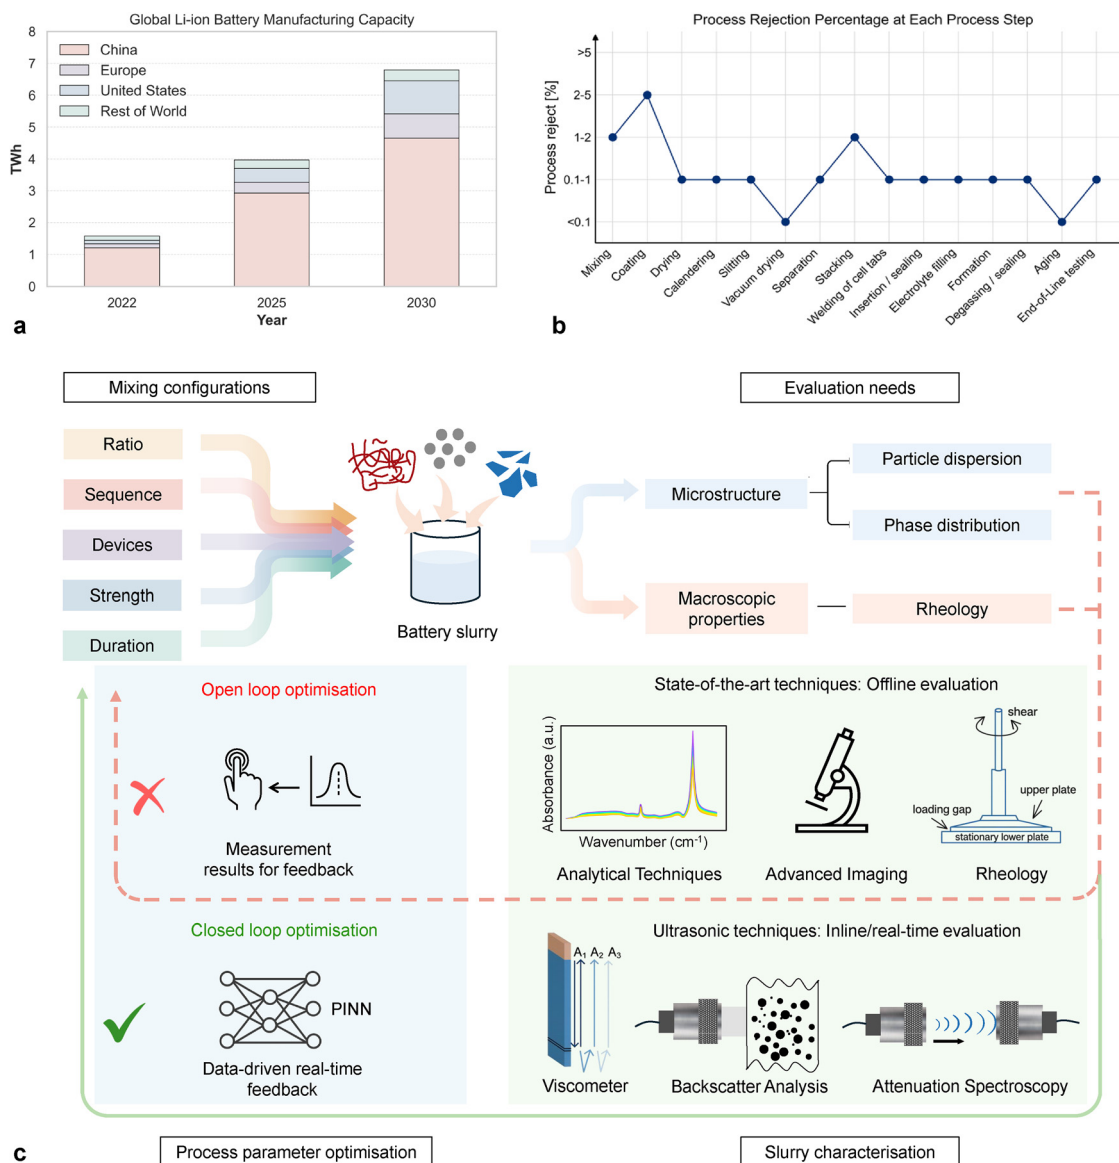 Global Li-ion Battery Manufacturing Capacity
8
7
6
5
4
3
2
1
0
TWh
China
Europe
United States
Rest of World
2022
2025
2030
Year
a
Process Rejection Percentage at Each Process Step
>5
2-5
1-2
0.1-1
<0.1
Process reject [%]
Mixing
Coating
Drying
Calendering
Slitting
Vacuum drying
Separation
Stacking
Welding of cell tabs
Insertion / sealing
Electrolyte filling
Formation
Degassing / sealing
Aging
End-of-Line testing
b
Mixing configurations
Evaluation needs
Ratio
Sequence
Devices
Strength
Duration
Battery slurry
Microstructure
Particle dispersion
Phase distribution
Macroscopic
properties
Rheology
Open loop optimisation
Measurement
results for feedback
State-of-the-art techniques: Offline evaluation
Absorbance (a.u.)
Wavenumber (cm⁻¹)
Analytical Techniques
Advanced Imaging
shear
upper plate
loading gap
stationary lower plate
Rheology
Closed loop optimisation
PINN
Data-driven real-time
feedback
Ultrasonic techniques: Inline/real-time evaluation
A₁ A₂ A₃
Viscometer
Backscatter Analysis
Attenuation Spectroscopy
c
Process parameter optimisation
Slurry characterisation